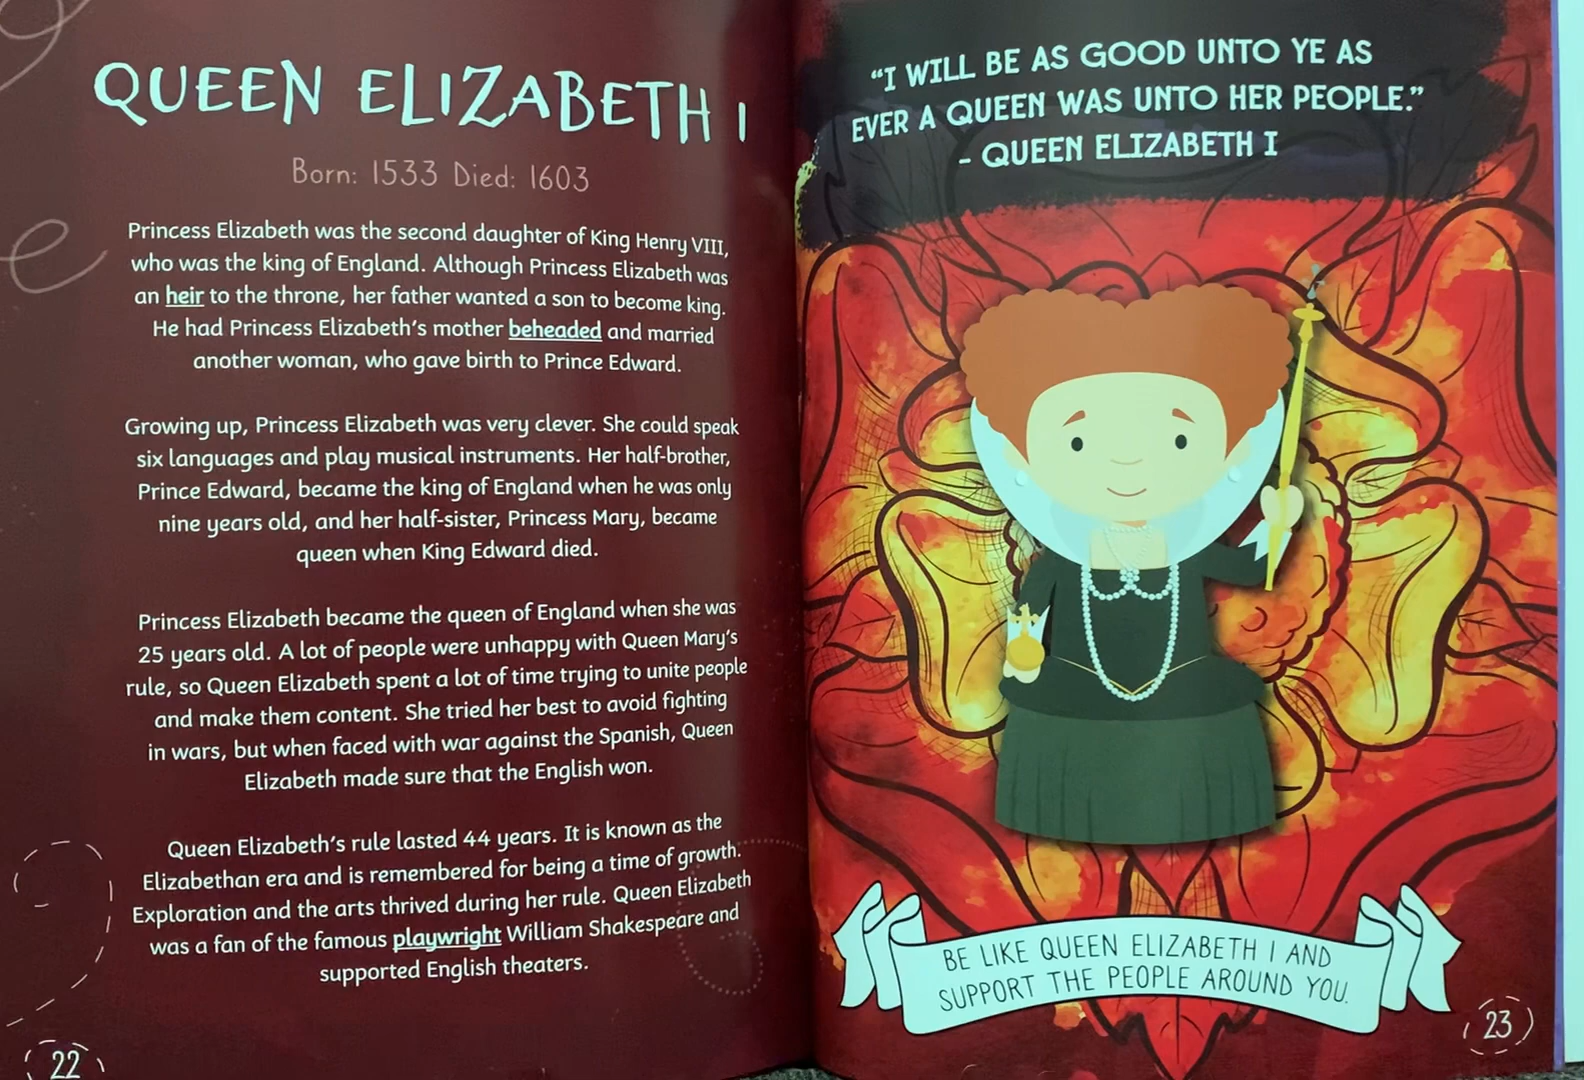 QUEEN ELIZABETH I
Born: 1533 Died: 1603
Princess Elizabeth was the second daughter of King Henry VIII,
who was the king of England. Although Princess Elizabeth was
an heir to the throne, her father wanted a son to become king.
He had Princess Elizabeth's mother beheaded and married
another woman, who gave birth to Prince Edward.
Growing up, Princess Elizabeth was very clever. She could speak
six languages and play musical instruments. Her half-brother,
Prince Edward, became the king of England when he was only
nine years old, and her half-sister, Princess Mary, became
queen when King Edward died.
Princess Elizabeth became the queen of England when she was
25 years old. A lot of people were unhappy with Queen Mary's
rule, so Queen Elizabeth spent a lot of time trying to unite people
and make them content. She tried her best to avoid fighting
in wars, but when faced with war against the Spanish, Queen
Elizabeth made sure that the English won.
Queen Elizabeth's rule lasted 44 years. It is known as the
Elizabethan era and is remembered for being a time of growth.
Exploration and the arts thrived during her rule. Queen Elizabeth
was a fan of the famous playwright William Shakespeare and
supported English theaters.
22
"I WILL BE AS GOOD UNTO YE AS
EVER A QUEEN WAS UNTO HER PEOPLE."
- QUEEN ELIZABETH I
BE LIKE QUEEN ELIZABETH I AND
SUPPORT THE PEOPLE AROUND YOU.
23